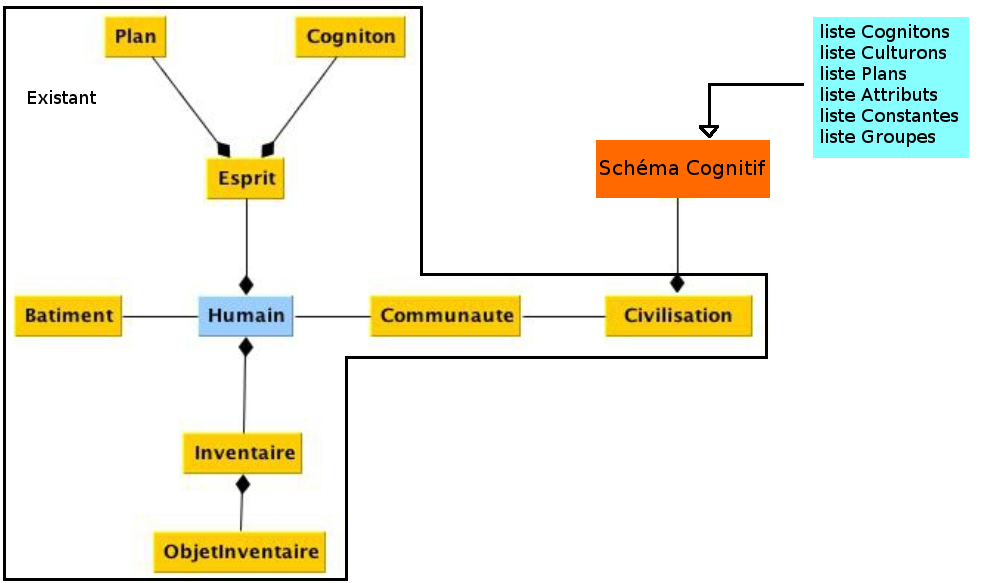 Plan
Cogniton
liste Cognitons
liste Culturons
liste Plans
liste Attributs
liste Constantes
liste Groupes
Existant
Schéma Cognitif
Esprit
Batiment
Humain
Communaute
Civilisation
Inventaire
ObjetInventaire